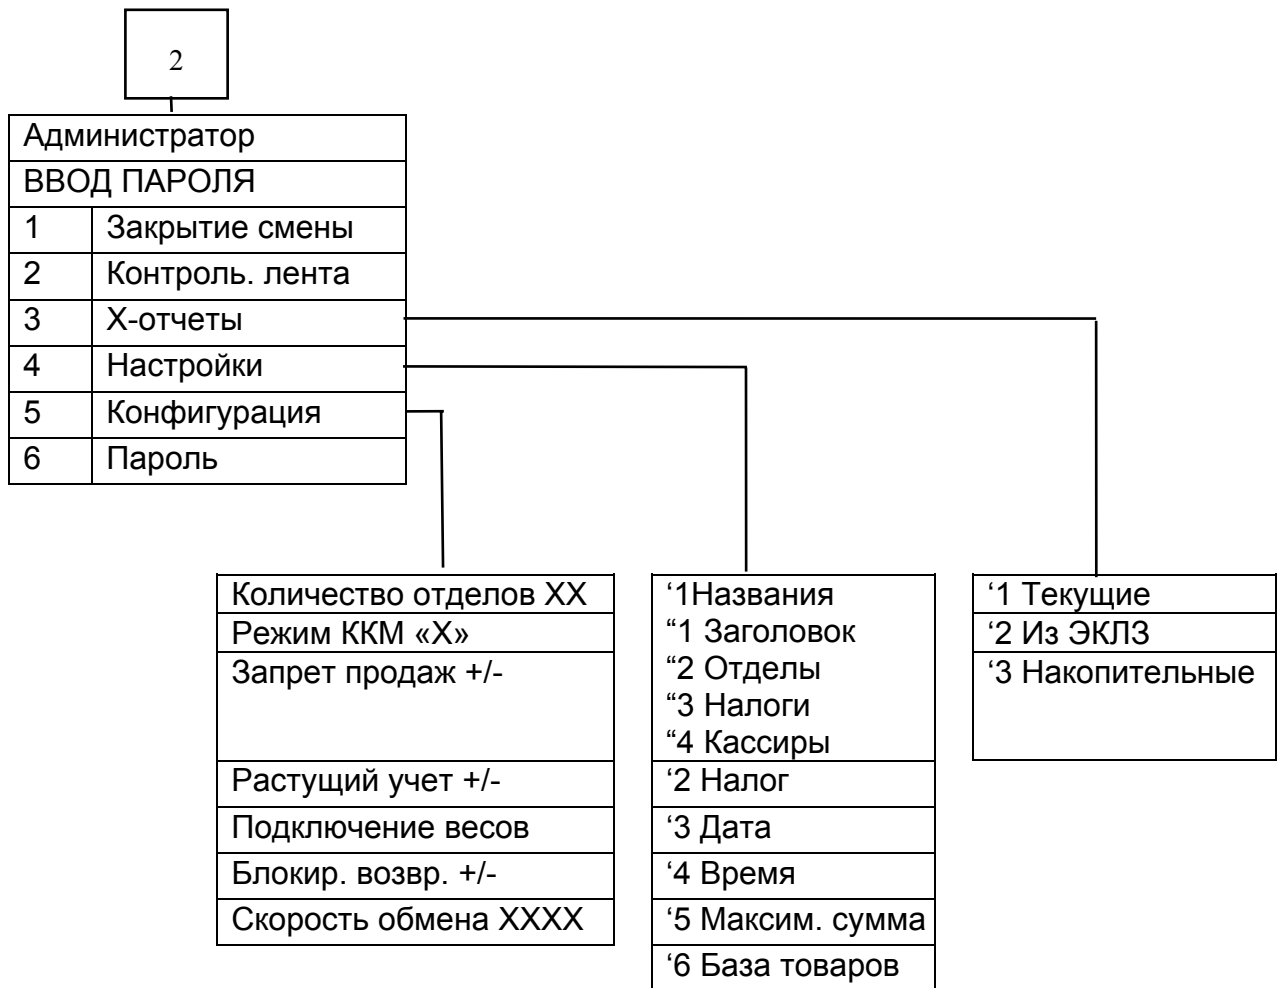 2
Администратор
ВВОД ПАРОЛЯ
1 Закрытие смены
2 Контроль. лента
3 Х-отчеты
4 Настройки
5 Конфигурация
6 Пароль
Количество отделов ХХ
Режим ККМ «Х»
Запрет продаж +/-
Растущий учет +/-
Подключение весов
Блокир. возвр. +/-
Скорость обмена ХХХХ
‘1Названия
“1 Заголовок
“2 Отделы
“3 Налоги
“4 Кассиры
‘2 Налог
‘3 Дата
‘4 Время
‘5 Максим. сумма
‘6 База товаров
‘1 Текущие
‘2 Из ЭКЛЗ
‘3 Накопительные